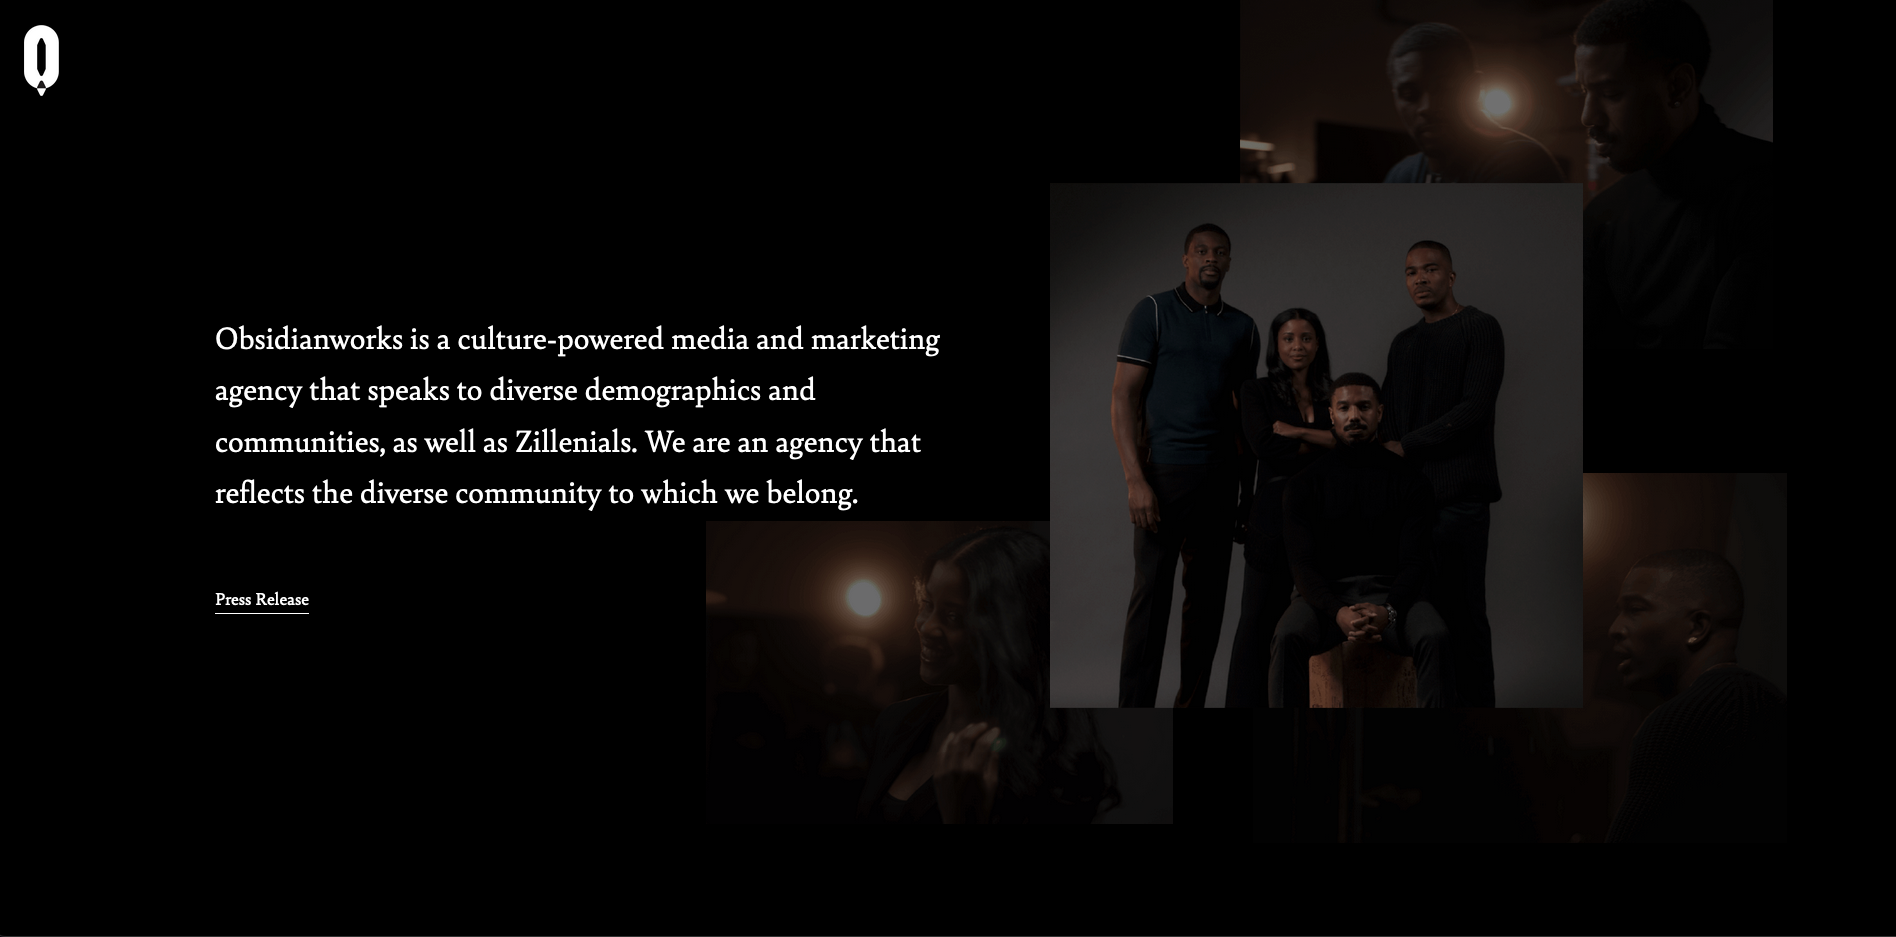 Obsidianworks is a culture-powered media and marketing
agency that speaks to diverse demographics and
communities, as well as Zillenials. We are an agency that
reflects the diverse community to which we belong.
Press Release